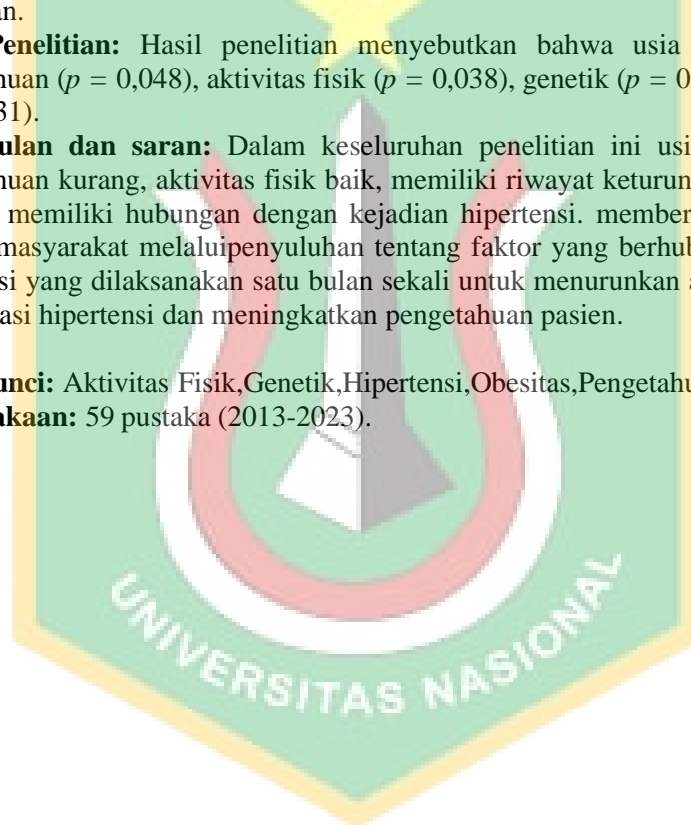 an.
Penelitian: Hasil penelitian menyebutkan bahwa usia
nuan (p = 0,048), aktivitas fisik (p = 0,038), genetik (p = 0
31).
ulan dan saran: Dalam keseluruhan penelitian ini usi
nuan kurang, aktivitas fisik baik, memiliki riwayat keturun
memiliki hubungan dengan kejadian hipertensi. member
masyarakat melaluipenyuluhan tentang faktor yang berhub
si yang dilaksanakan satu bulan sekali untuk menurunkan a
asi hipertensi dan meningkatkan pengetahuan pasien.
unci: Aktivitas Fisik,Genetik,Hipertensi,Obesitas,Pengetahu
akaan: 59 pustaka (2013-2023).
UNIVERSITAS NASIONAL